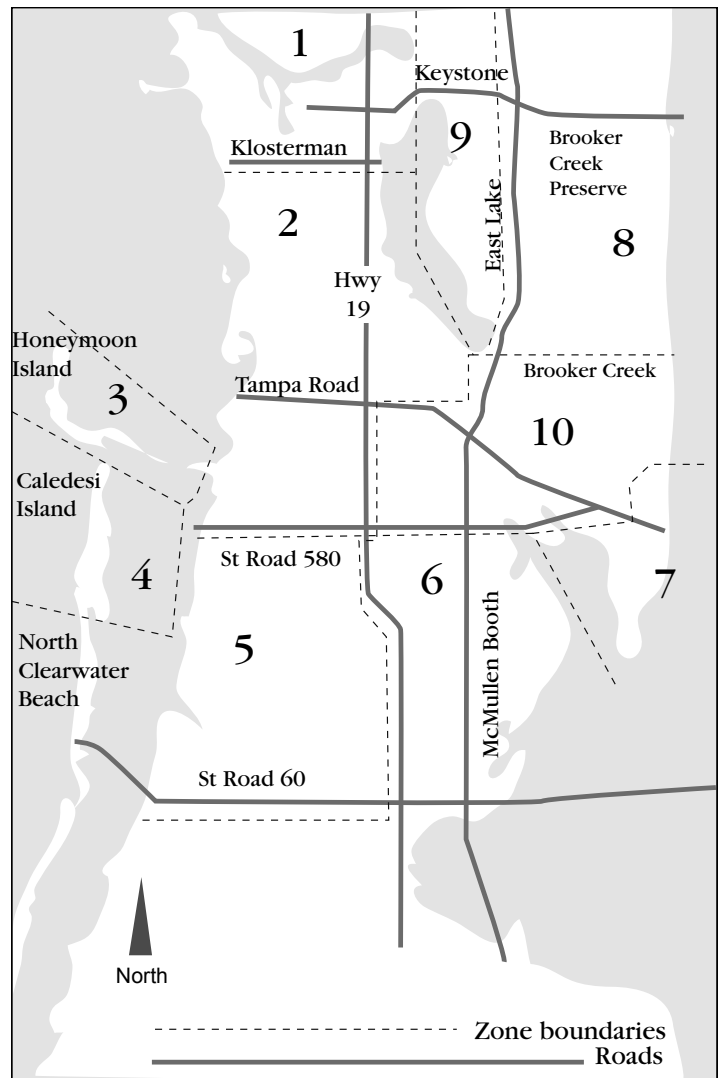 1
Keystone
9
Klosterman
Brooker
Creek
Preserve
2
East Lake
8
Hwy
19
Honeymoon
Island
3
Tampa Road
Brooker Creek
10
Caledesi
Island
St Road 580
4
6
7
5
North
Clearwater
Beach
McMullen Booth
St Road 60
North
Zone boundaries
Roads